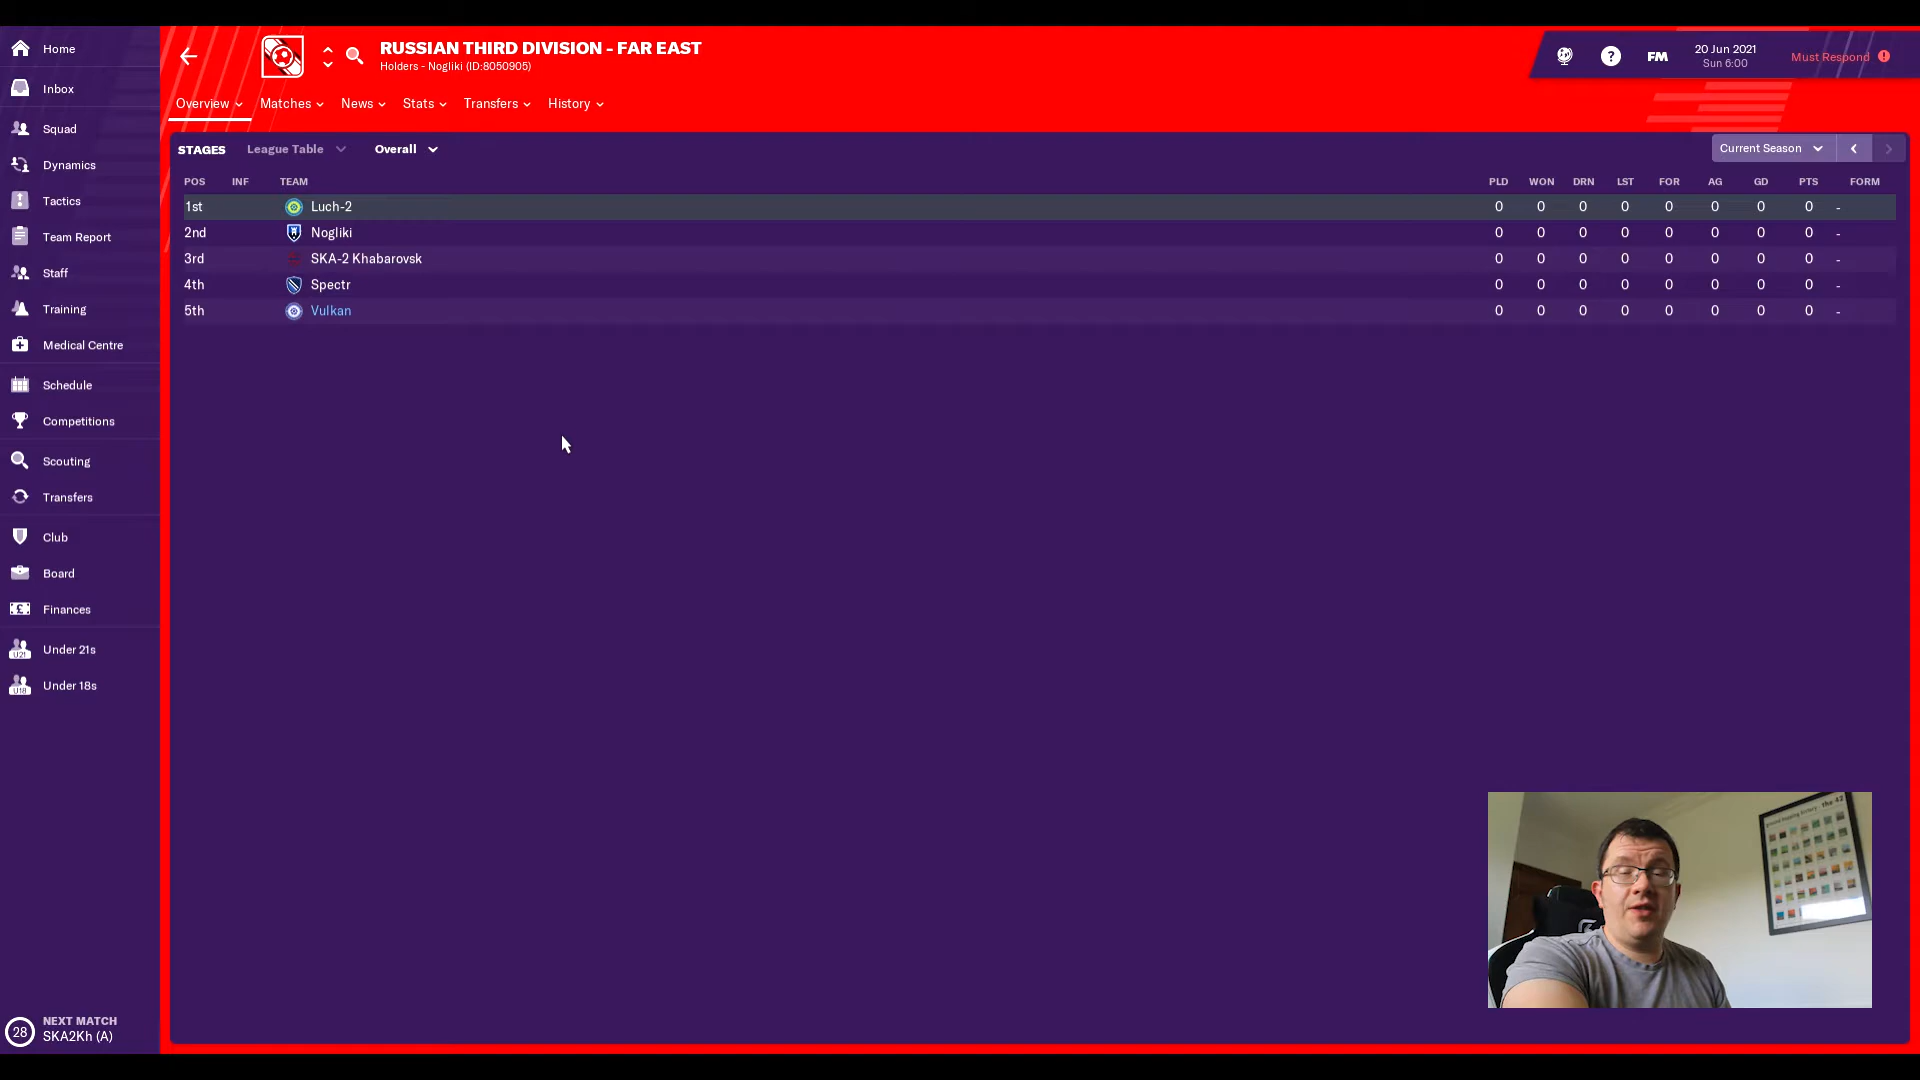 Home
Inbox
Squad
Dynamics
Tactics
Team Report
Staff
Training
Medical Centre
Schedule
Competitions
Scouting
Transfers
Club
Board
Finances
U21 Under 21s
U18 Under 18s
28 NEXT MATCH
SKA2Kh (A)
RUSSIAN THIRD DIVISION - FAR EAST
Holders - Nogliki (ID:8050905)
? FM 20 Jun 2021 Must Respond !
Sun 6:00
Overview Matches News Stats Transfers History
STAGES League Table Overall Current Season
POS INF TEAM PLD WON DRN LST FOR AG GD PTS FORM
1st Luch-2 0 0 0 0 0 0 0 0 -
2nd Nogliki 0 0 0 0 0 0 0 0 -
3rd SKA-2 Khabarovsk 0 0 0 0 0 0 0 0 -
4th Spectr 0 0 0 0 0 0 0 0 -
5th Vulkan 0 0 0 0 0 0 0 0 -
The 42